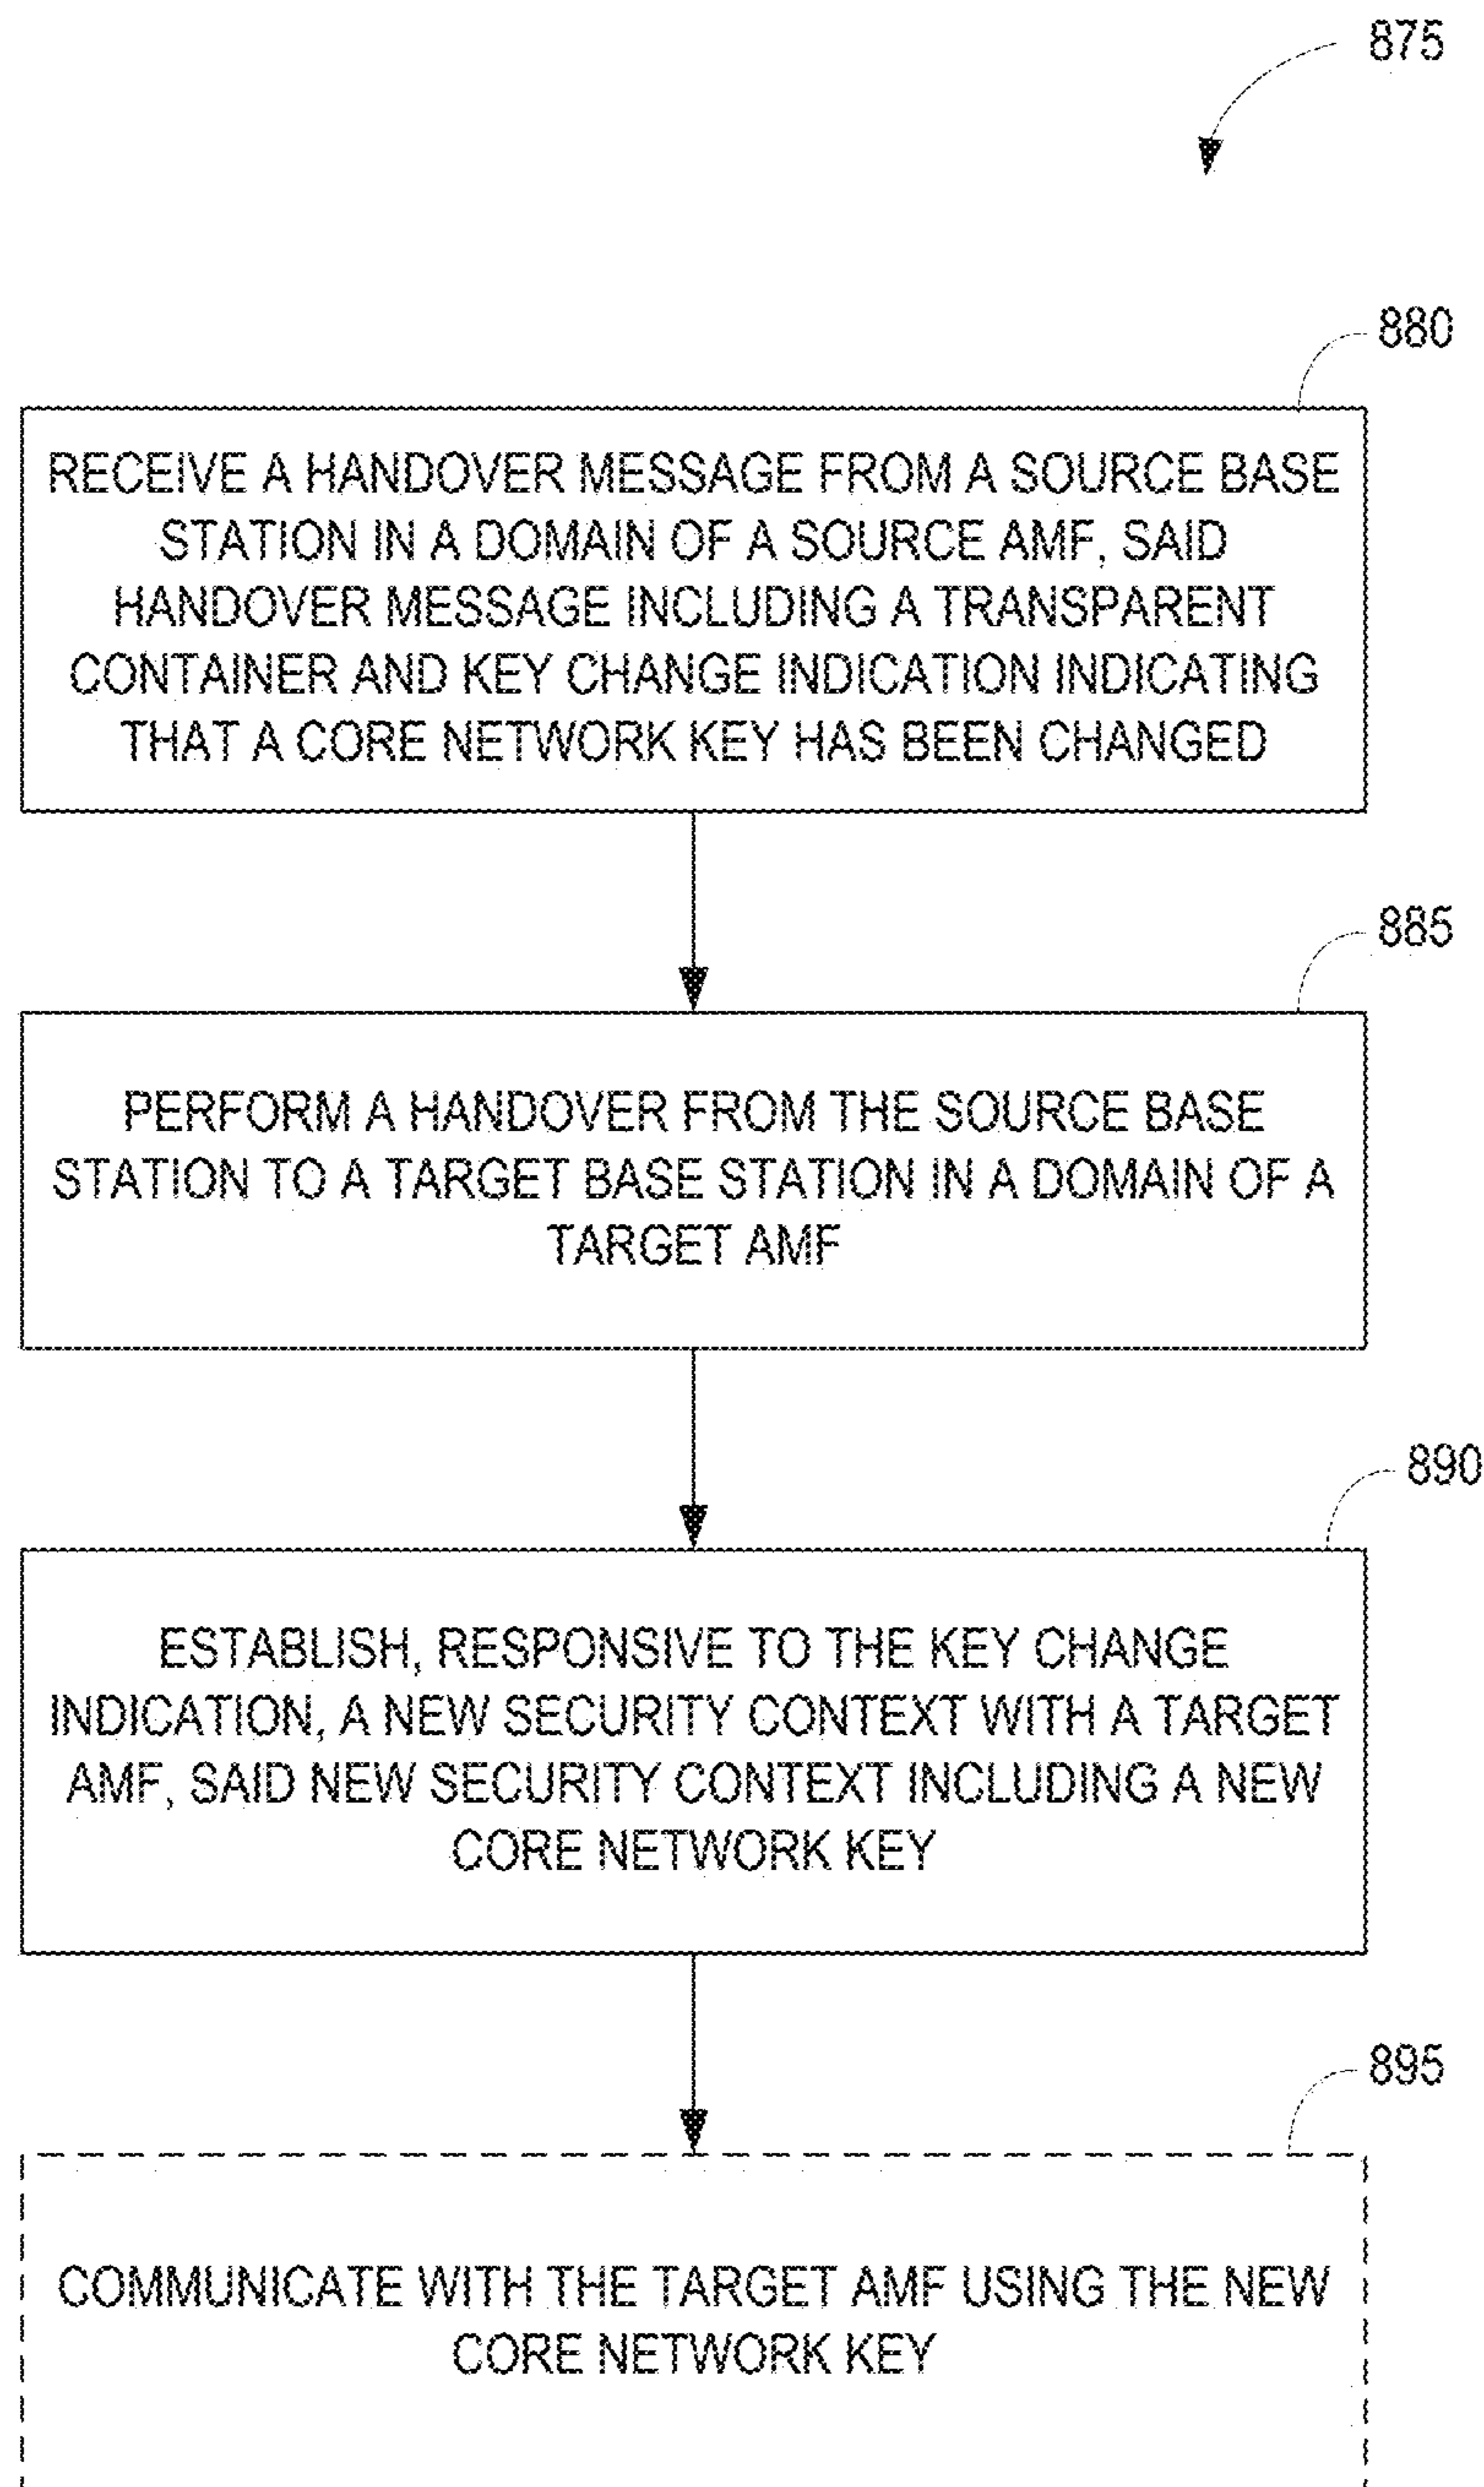 875
880
RECEIVE A HANDOVER MESSAGE FROM A SOURCE BASE
STATION IN A DOMAIN OF A SOURCE AMF, SAID
HANDOVER MESSAGE INCLUDING A TRANSPARENT
CONTAINER AND KEY CHANGE INDICATION INDICATING
THAT A CORE NETWORK KEY HAS BEEN CHANGED
885
PERFORM A HANDOVER FROM THE SOURCE BASE
STATION TO A TARGET BASE STATION IN A DOMAIN OF A
TARGET AMF
890
ESTABLISH, RESPONSIVE TO THE KEY CHANGE
INDICATION, A NEW SECURITY CONTEXT WITH A TARGET
AMF, SAID NEW SECURITY CONTEXT INCLUDING A NEW
CORE NETWORK KEY
895
COMMUNICATE WITH THE TARGET AMF USING THE NEW
CORE NETWORK KEY